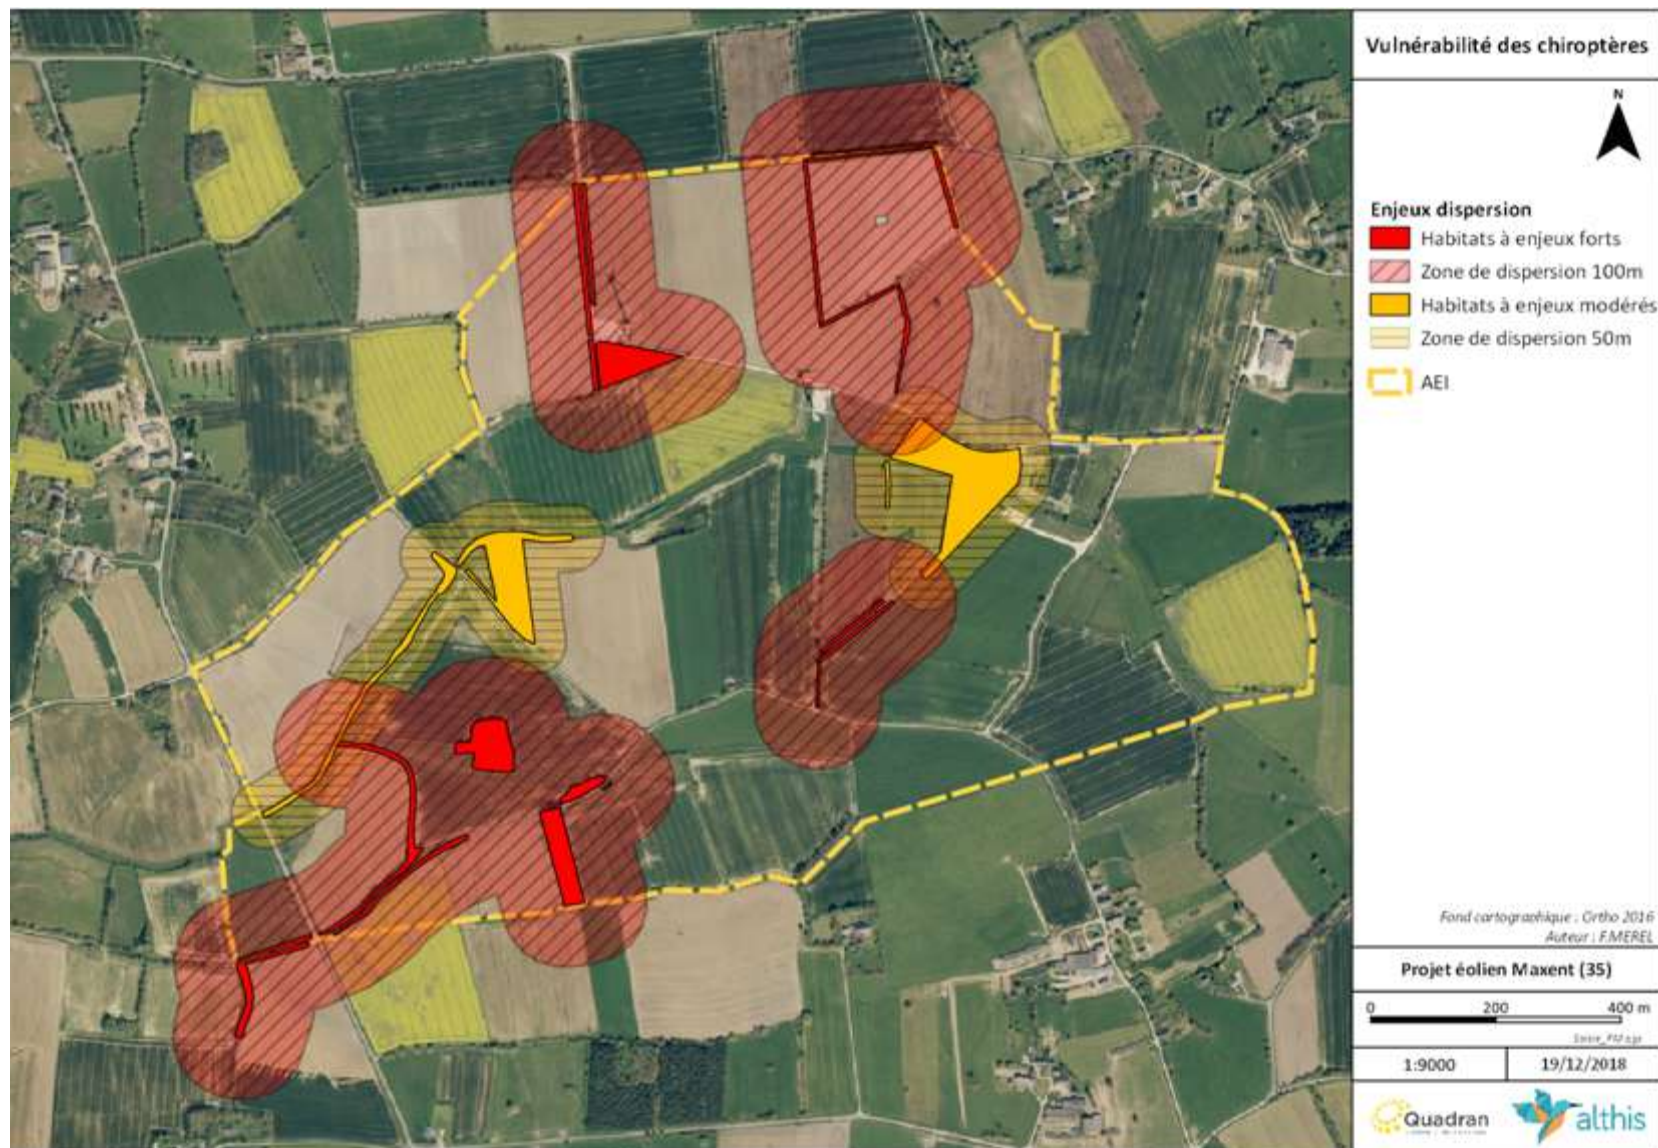 Vulnérabilité des chiroptères
N
Enjeux dispersion
Habitats à enjeux forts
Zone de dispersion 100m
Habitats à enjeux modérés
Zone de dispersion 50m
AEI
Fond cartographique : Ortho 2016
Auteur : F.MEREL
Projet éolien Maxent (35)
0 200 400 m
1:9000 19/12/2018
Quadran althis